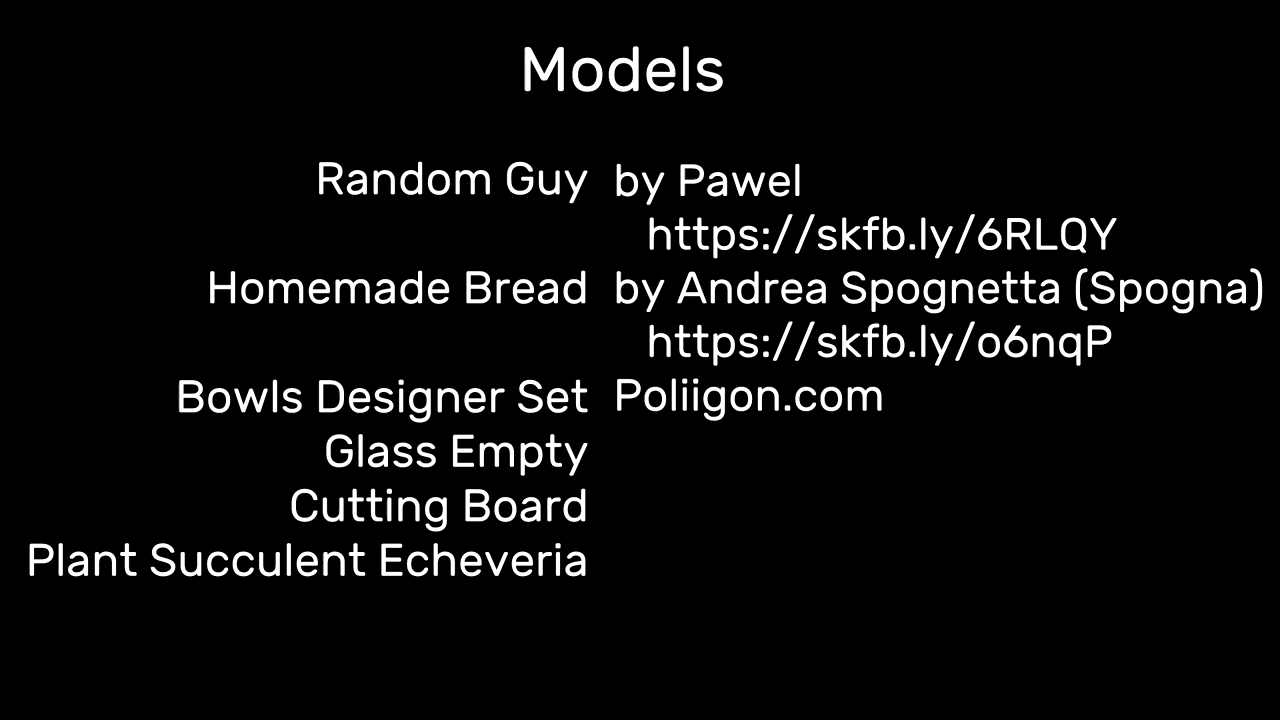 Models
Random Guy by Pawel
https://skfb.ly/6RLQY
Homemade Bread by Andrea Spognetta (Spogna)
https://skfb.ly/o6nqP
Bowls Designer Set Poliigon.com
Glass Empty
Cutting Board
Plant Succulent Echeveria